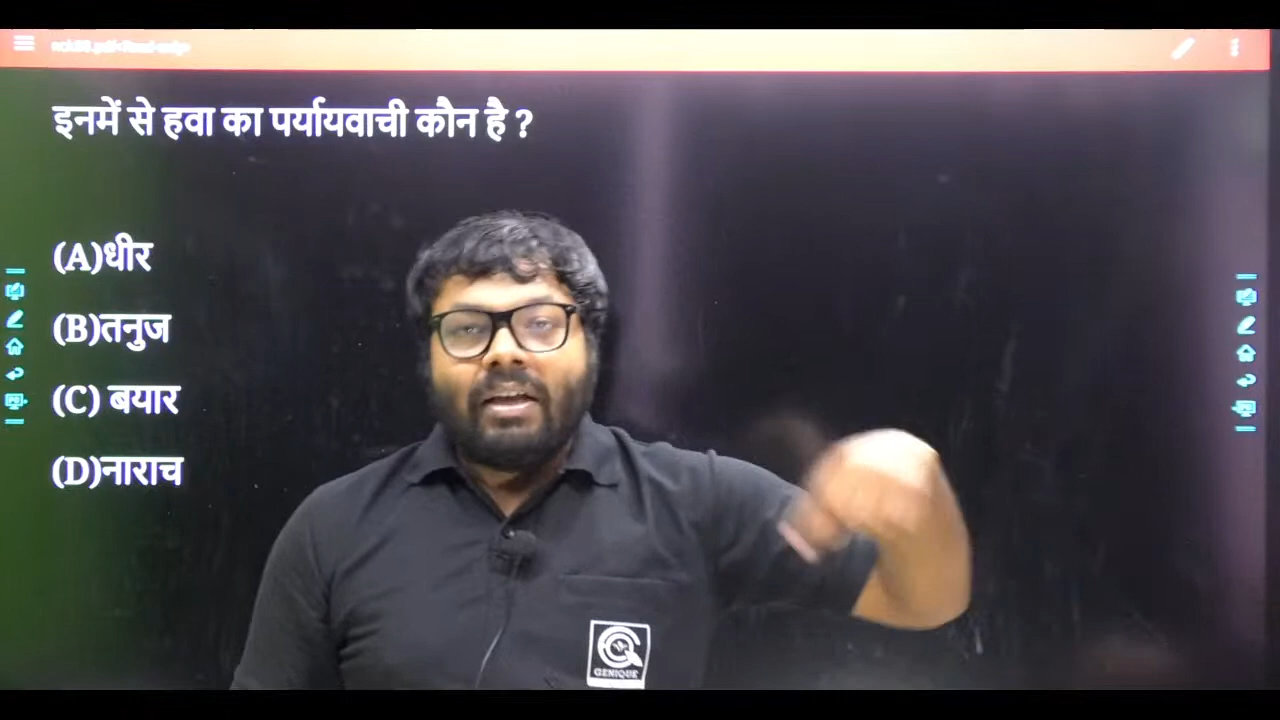 इनमें से हवा का पर्यायवाची कौन है ?
(A)धीर
(B)तनुज
(C) बयार
(D)नाराच
GENIQUE